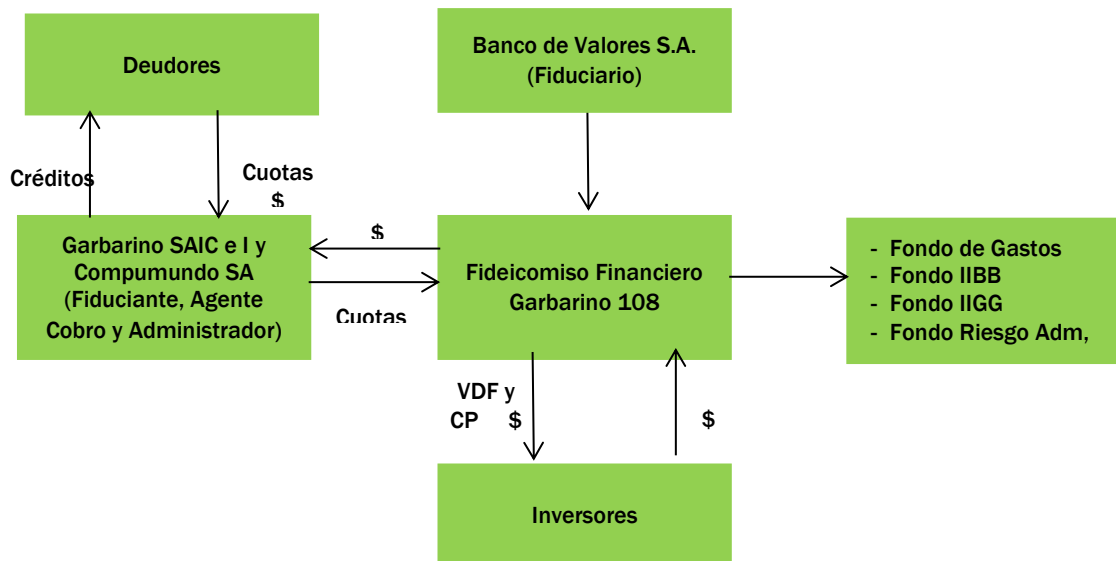 Deudores
Banco de Valores S.A.
(Fiduciario)
Créditos
Cuotas
$
Garbarino SAIC e I y
Compumundo SA
(Fiduciante, Agente
Cobro y Administrador)
$
Cuotas
Fideicomiso Financiero
Garbarino 108
- Fondo de Gastos
- Fondo IIBB
- Fondo IIGG
- Fondo Riesgo Adm,
VDF y
CP $
$
Inversores